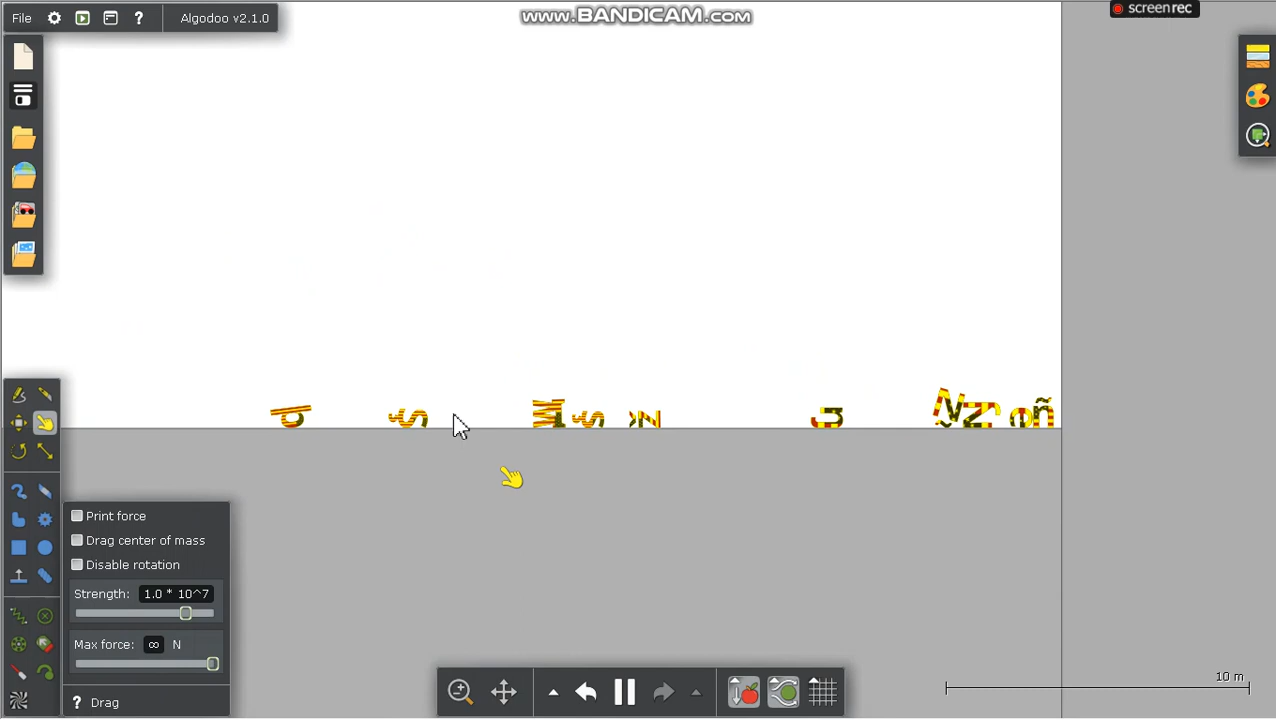 File
?
Algodoo v2.1.0
www.BANDICAM.com
screenrec
Print force
Drag center of mass
Disable rotation
Strength: 1.0 * 10^7
Max force: ∞ N
? Drag
10 m